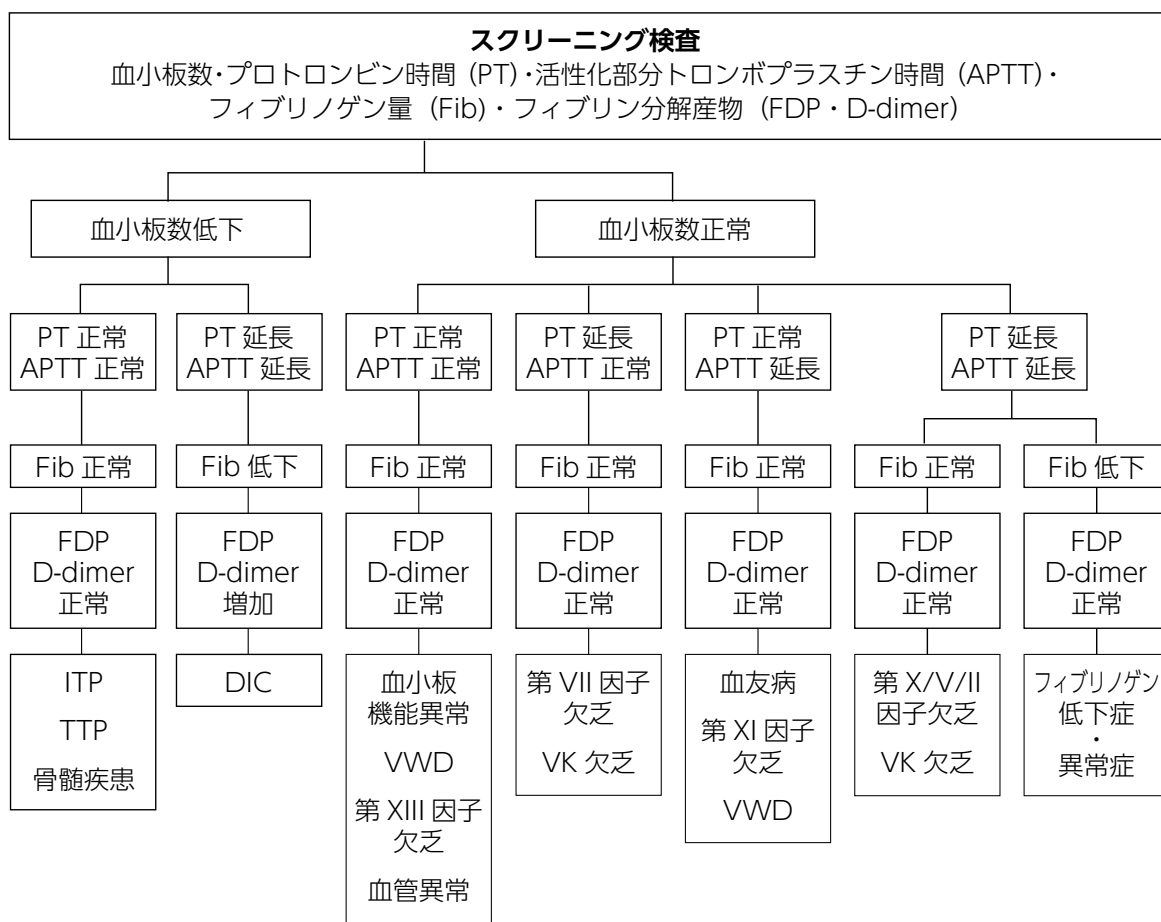 スクリーニング検査
血小板数・プロトロンビン時間（PT）・活性化部分トロンボプラスチン時間（APTT）・
フィブリノゲン量（Fib）・フィブリン分解産物（FDP・D-dimer）
血小板数低下
血小板数正常
PT 正常
APTT 正常
PT 延長
APTT 延長
PT 正常
APTT 正常
PT 延長
APTT 正常
PT 正常
APTT 延長
PT 延長
APTT 延長
Fib 正常
Fib 低下
Fib 正常
Fib 正常
Fib 正常
Fib 正常
Fib 低下
FDP
D-dimer
正常
FDP
D-dimer
増加
FDP
D-dimer
正常
FDP
D-dimer
正常
FDP
D-dimer
正常
FDP
D-dimer
正常
FDP
D-dimer
正常
ITP
TTP
骨髄疾患
DIC
血小板
機能異常
VWD
第 XIII 因子
欠乏
血管異常
第 VII 因子
欠乏
VK 欠乏
血友病
第 XI 因子
欠乏
VWD
第 X/V/II
因子欠乏
VK 欠乏
フィブリノゲン
低下症
・
異常症